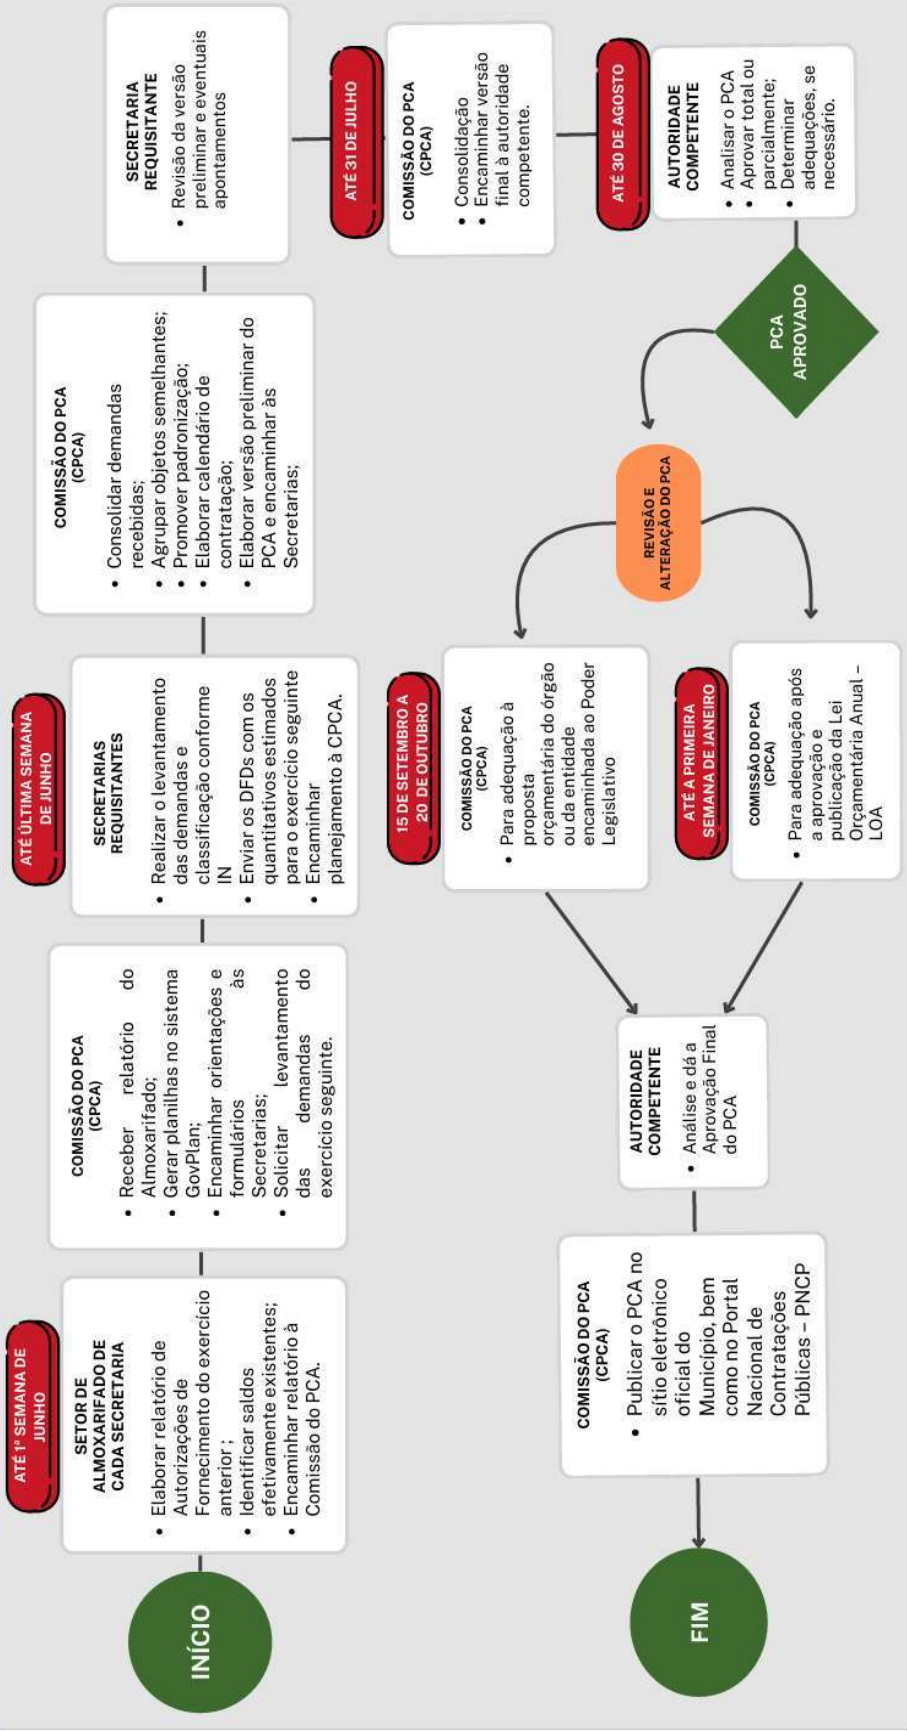 INÍCIO
ATÉ 1ª SEMANA DE
JUNHO
SETOR DE
ALMOXARIFADO DE
CADA SECRETARIA
• Elaborar relatório de
Autorizações de
Fornecimento do exercício
anterior ;
• Identificar saldos
efetivamente existentes;
• Encaminhar relatório à
Comissão do PCA.
COMISSÃO DO PCA
(CPCA)
• Receber relatório do
Almoxarifado;
• Gerar planilhas no sistema
GovPlan;
• Encaminhar orientações e
formulários às
Secretarias;
• Solicitar levantamento
das demandas do
exercício seguinte.
ATÉ ÚLTIMA SEMANA
DE JUNHO
SECRETARIAS
REQUISITANTES
• Realizar o levantamento
das demandas e
classificação conforme
IN
• Enviar os DFDs com os
quantitativos estimados
para o exercício seguinte
• Encaminhar
planejamento à CPCA.
COMISSÃO DO PCA
(CPCA)
• Consolidar demandas
recebidas;
• Agrupar objetos semelhantes;
• Promover padronização;
• Elaborar calendário de
contratação;
• Elaborar versão preliminar do
PCA e encaminhar às
Secretarias;
SECRETARIA
REQUISITANTE
• Revisão da versão
preliminar e eventuais
apontamentos
ATÉ 31 DE JULHO
COMISSÃO DO PCA
(CPCA)
• Consolidação
• Encaminhar versão
final à autoridade
competente.
ATÉ 30 DE AGOSTO
AUTORIDADE
COMPETENTE
• Analisar o PCA
• Aprovar total ou
parcialmente;
• Determinar
adequações, se
necessário.
PCA
APROVADO
REVISÃO E
ALTERAÇÃO DO PCA
15 DE SETEMBRO A
20 DE OUTUBRO
COMISSÃO DO PCA
(CPCA)
• Para adequação à
proposta
orçamentária do órgão
ou da entidade
encaminhada ao Poder
Legislativo
ATÉ A PRIMEIRA
SEMANA DE JANEIRO
COMISSÃO DO PCA
(CPCA)
• Para adequação após
a aprovação e
publicação da Lei
Orçamentária Anual –
LOA
AUTORIDADE
COMPETENTE
• Análise e dá a
Aprovação Final
do PCA
COMISSÃO DO PCA
(CPCA)
• Publicar o PCA no
sítio eletrônico
oficial do
Município, bem
como no Portal
Nacional de
Contratações
Públicas – PNCP
FIM